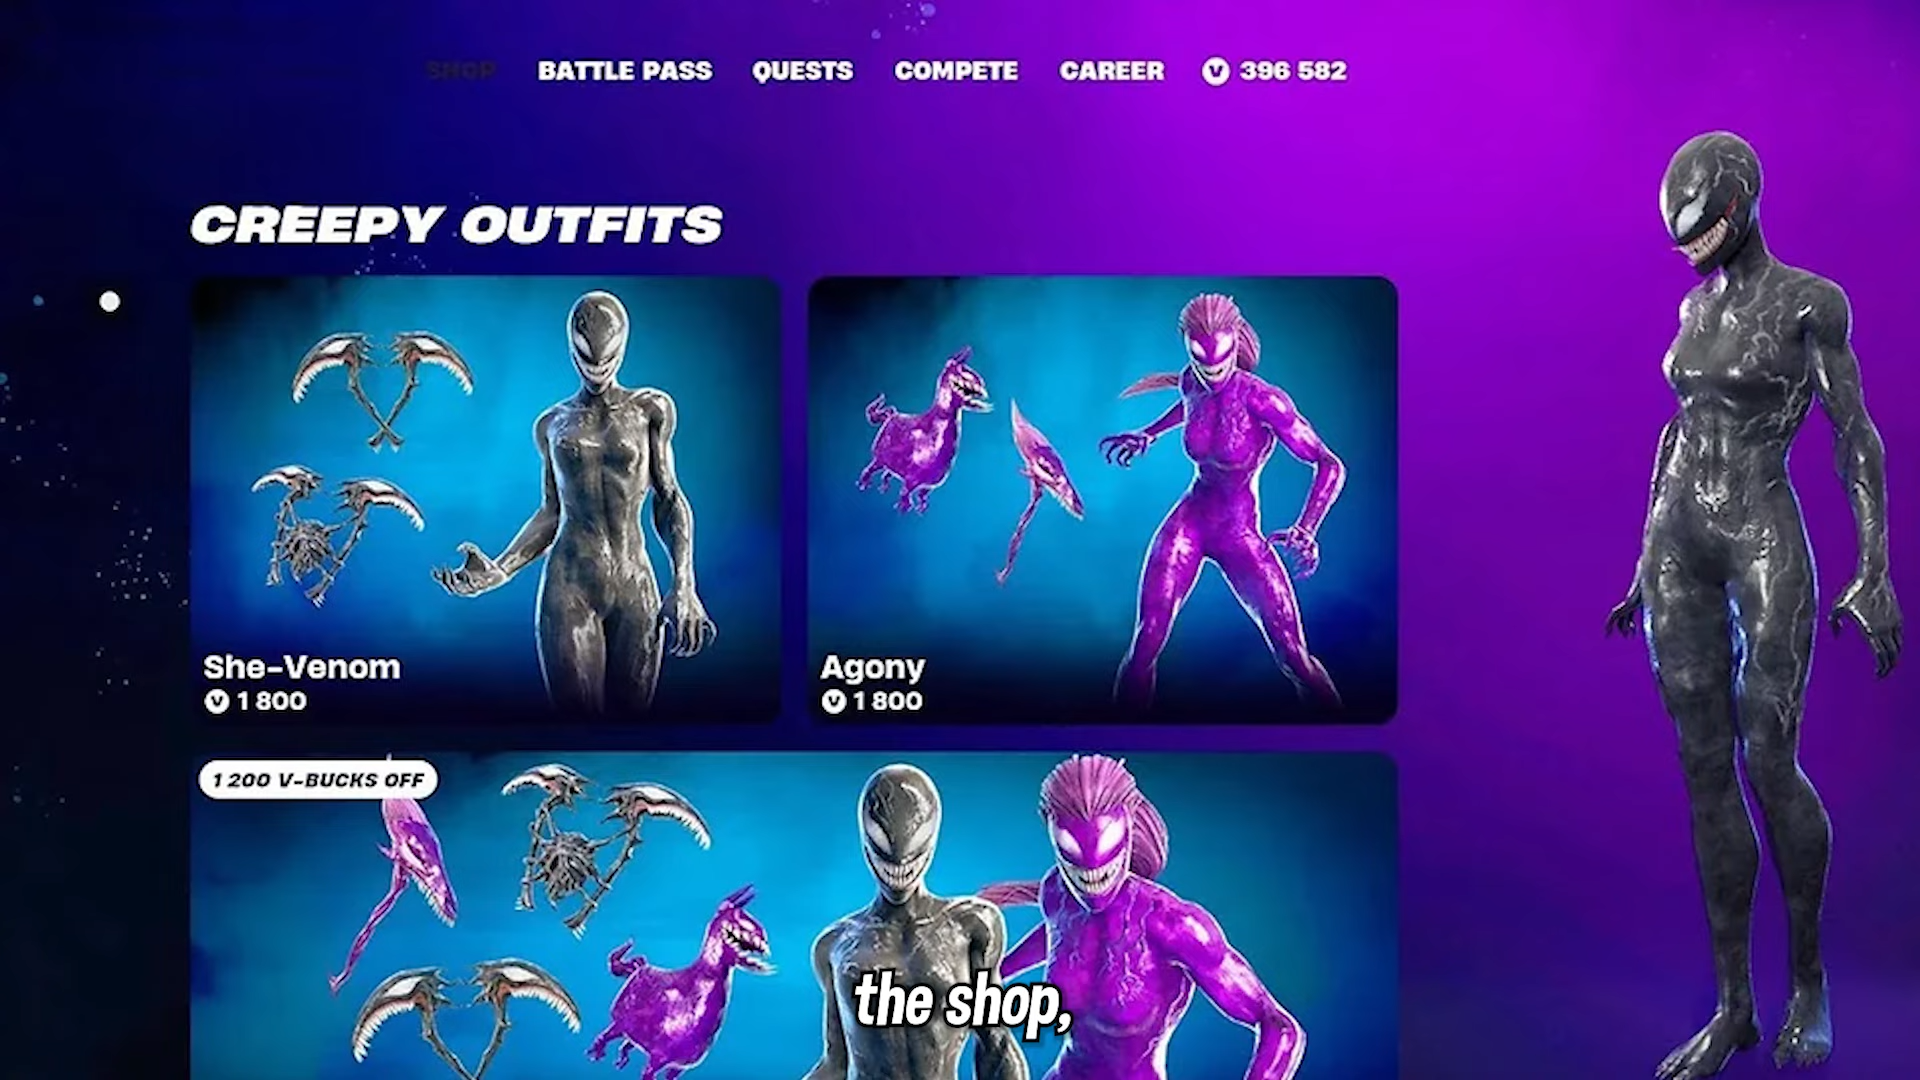 SHOP BATTLE PASS QUESTS COMPETE CAREER V 396 582
CREEPY OUTFITS
She-Venom
V 1 800
Agony
V 1 800
1 200 V-BUCKS OFF
the shop,